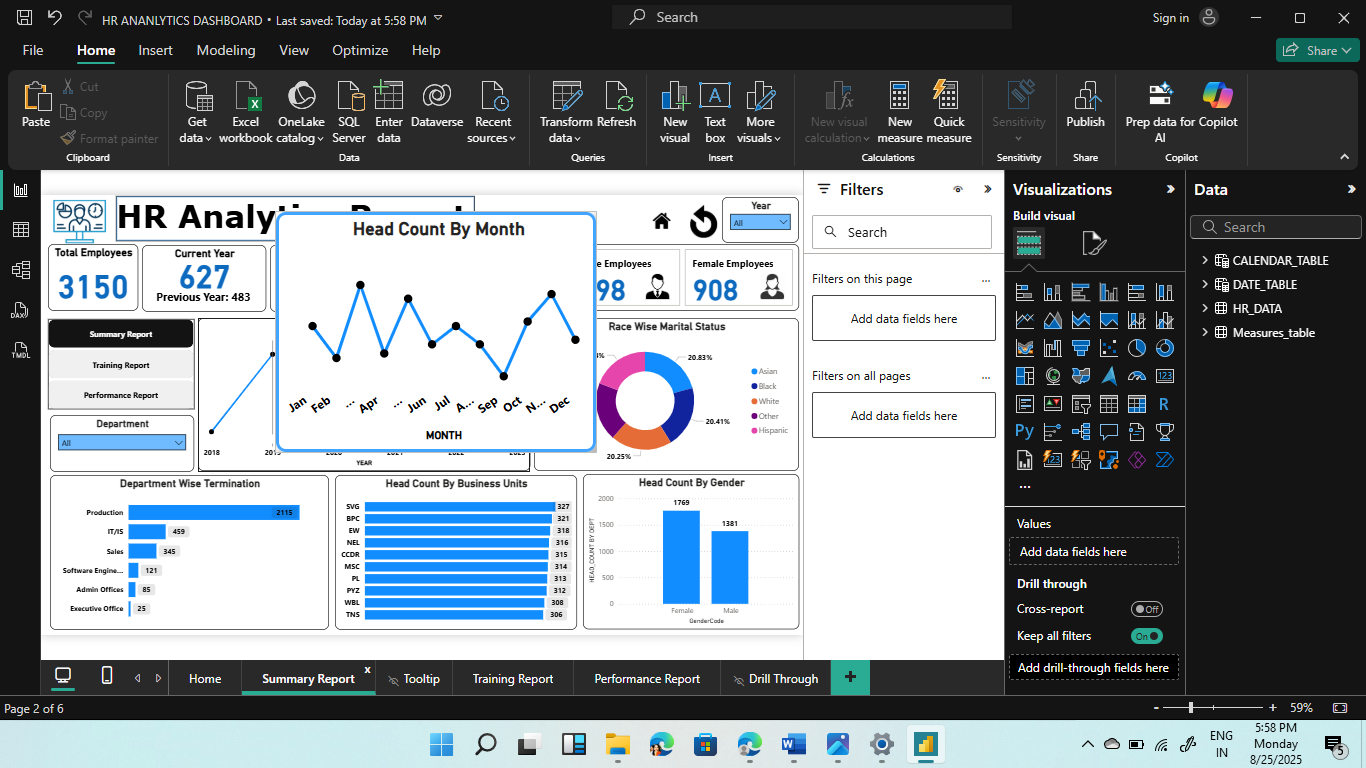 HR ANANLYTICS DASHBOARD • Last saved: Today at 5:58 PM
Search
Sign in
File Home Insert Modeling View Optimize Help
Share
Paste
Cut
Copy
Format painter
Clipboard
Get data
Excel workbook
OneLake catalog
SQL Server
Enter data
Dataverse
Recent sources
Data
Transform data
Refresh
Queries
New visual
Text box
More visuals
Insert
New visual calculation
New measure
Quick measure
Calculations
Sensitivity
Sensitivity
Publish
Share
Prep data for AI
Copilot
Copilot
HR
Year
All
Total Employees
3150
Current Year
627
Previous Year: 483
Employees
98
Female Employees
908
Head Count By Month
Jan
Feb
...
Apr
...
Jun
Jul
A...
Sep
Oct
N...
Dec
MONTH
Summary Report
Training Report
Performance Report
Department
All
2018
YEAR
Race Wise Marital Status
20.83%
20.41%
20.25%
Asian
Black
White
Other
Hispanic
Department Wise Termination
Production 2115
IT/IS 459
Sales 345
Software Engine... 121
Admin Offices 85
Executive Office 25
Head Count By Business Units
SVG 327
BPC 321
EW 318
NEL 316
CCDR 315
MSC 314
PL 313
PYZ 312
WBL 308
TNS 306
Head Count By Gender
HEAD_COUNT BY DEPT
2000
1500
1000
500
0
1769
1381
Female
Male
GenderCode
Filters
Search
Filters on this page ...
Add data fields here
Filters on all pages ...
Add data fields here
Visualizations
Build visual
R
Py
123
...
Values
Add data fields here
Drill through
Cross-report Off
Keep all filters On
Add drill-through fields here
Data
Search
CALENDAR_TABLE
DATE_TABLE
HR_DATA
Measures_table
DAX
TMDL
Home
Summary Report x
Tooltip
Training Report
Performance Report
Drill Through
+
Page 2 of 6
- + 59%
ENG
IN
5:58 PM
Monday
8/25/2025
5